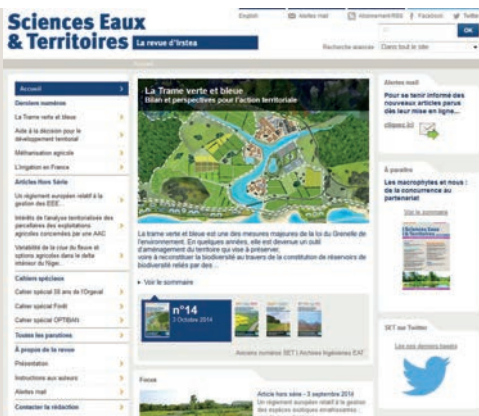 Sciences Eaux
& Territoires
La revue d'Irstea
English
Alertes mail
Abonnement RSS
Facebook
Twitter
OK
Recherche avancée
Dans tout le site
Accueil
Accueil
Derniers numéros
La Trame verte et bleue
Aide à la décision pour le
développement territorial
Méthanisation agricole
L'irrigation en France
Articles Hors Série
Un règlement européen relatif à la
gestion des EEE...
Intérêts de l'analyse territorialisée des
parcellaires des exploitations
agricoles concernées par une AAC
Variabilité de la crue du fleuve et
options agricoles dans le delta
intérieur du Niger.
Cahiers spéciaux
Cahier spécial 50 ans de l'Orgeval
Cahier spécial Forêt
Cahier spécial OPTIBAN
Toutes les parutions
À propos de la revue
Présentation
Instructions aux auteurs
Alertes mail
Contacter la rédaction
La Trame verte et bleue
Bilan et perspectives pour l'action territoriale
La trame verte et bleue est une des mesures majeures de la loi du Grenelle de
l'environnement. En quelques années, elle est devenue un outil
d'aménagement du territoire qui vise à préserver,
voire à reconstituer la biodiversité au travers de la constitution de réservoirs de
biodiversité reliés par des ...
Voir le sommaire
n°14
3 Octobre 2014
Anciens numéros SET | Archives Ingénieries EAT
Focus
Article hors série - 3 septembre 2014
Un règlement européen relatif à la gestion
des espèces exotiques envahissantes :
Alertes mail
Pour se tenir informé des
nouveaux articles parus
dès leur mise en ligne...
cliquez ici
À paraître
Les macrophytes et nous :
de la concurrence au
partenariat
Voir le sommaire
Sciences Eaux
& Territoires
SET sur Twitter
Lire nos derniers tweets